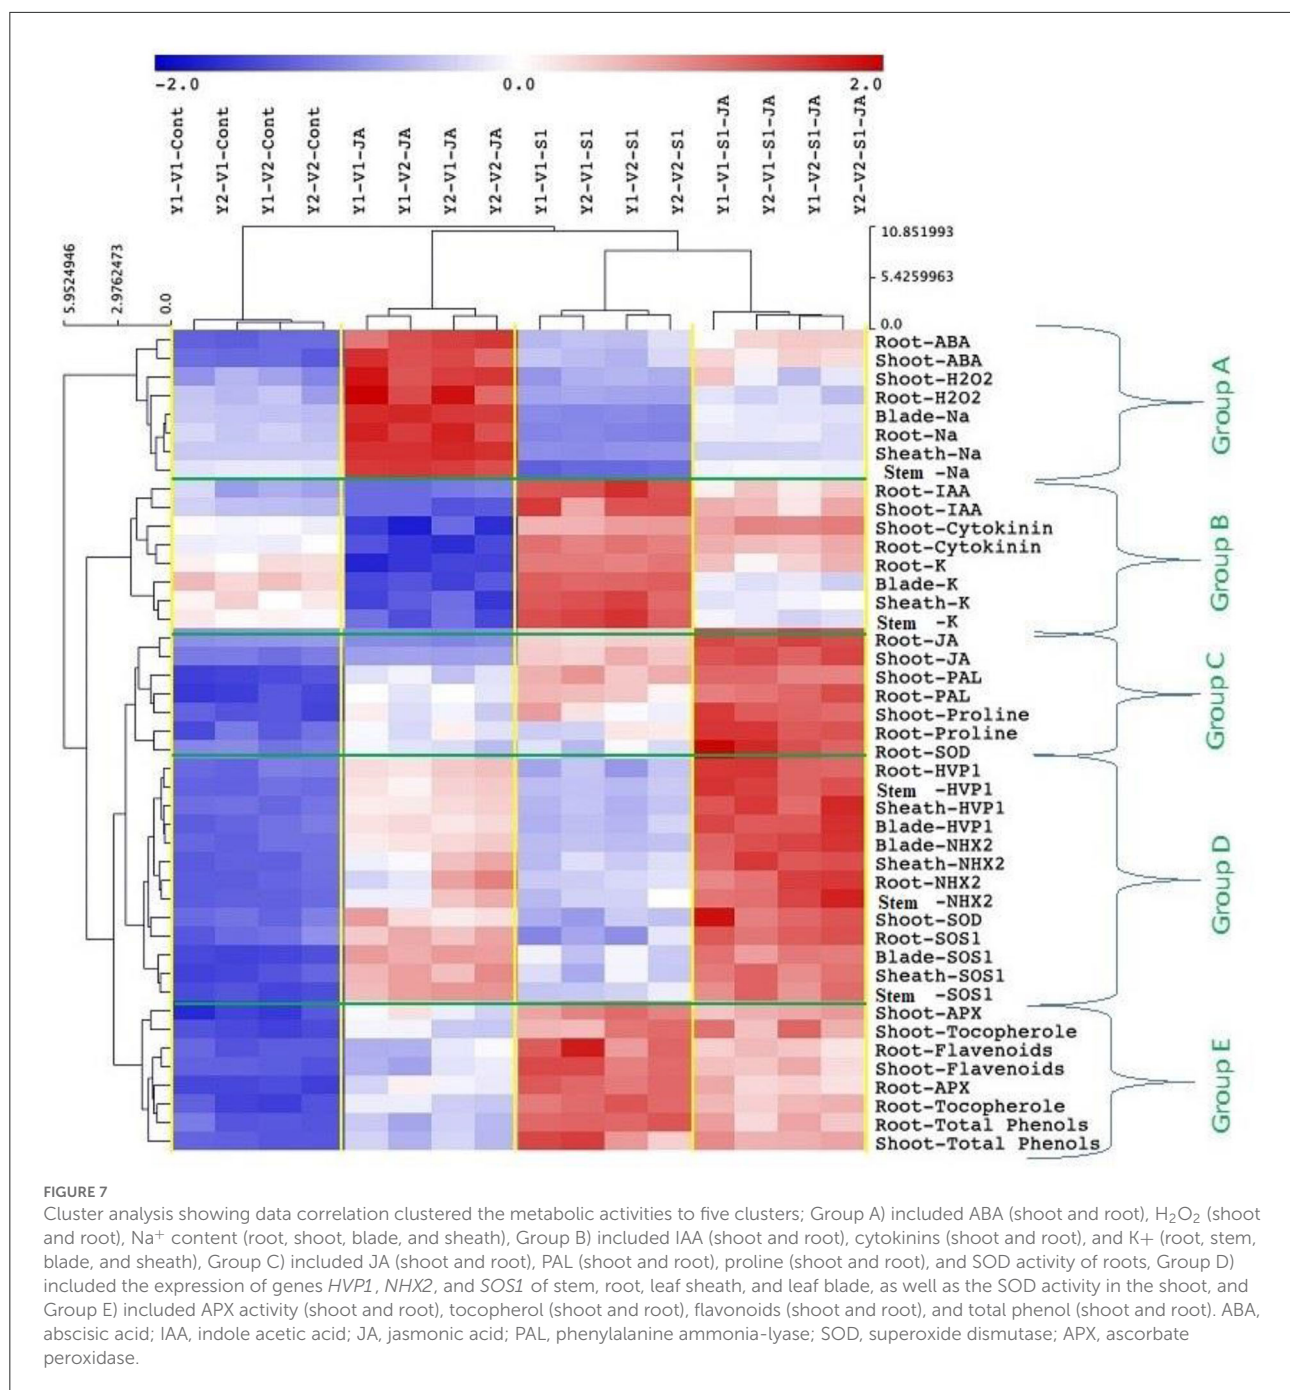 -2.0 0.0 2.0
Y1-V1-Cont
Y2-V1-Cont
Y1-V2-Cont
Y2-V2-Cont
Y1-V1-JA
Y1-V2-JA
Y2-V1-JA
Y2-V2-JA
Y1-V1-S1
Y2-V1-S1
Y1-V2-S1
Y2-V2-S1
Y1-V1-S1-JA
Y2-V1-S1-JA
Y1-V2-S1-JA
Y2-V2-S1-JA
5.9524946
2.9762473
0.0
10.851993
5.4259963
0.0
Root-ABA
Shoot-ABA
Shoot-H2O2
Root-H2O2
Blade-Na
Root-Na
Sheath-Na
Stem -Na
Root-IAA
Shoot-IAA
Shoot-Cytokinin
Root-Cytokinin
Root-K
Blade-K
Sheath-K
Stem -K
Root-JA
Shoot-JA
Shoot-PAL
Root-PAL
Shoot-Proline
Root-Proline
Root-SOD
Root-HVP1
Stem -HVP1
Sheath-HVP1
Blade-HVP1
Blade-NHX2
Sheath-NHX2
Root-NHX2
Stem -NHX2
Shoot-SOD
Root-SOS1
Blade-SOS1
Sheath-SOS1
Stem -SOS1
Shoot-APX
Shoot-Tocopherole
Root-Flavenoids
Shoot-Flavenoids
Root-APX
Root-Tocopherole
Root-Total Phenols
Shoot-Total Phenols
Group A
Group B
Group C
Group D
Group E
FIGURE 7
Cluster analysis showing data correlation clustered the metabolic activities to five clusters; Group A) included ABA (shoot and root), H₂O₂ (shoot
and root), Na⁺ content (root, shoot, blade, and sheath), Group B) included IAA (shoot and root), cytokinins (shoot and root), and K+ (root, stem,
blade, and sheath), Group C) included JA (shoot and root), PAL (shoot and root), proline (shoot and root), and SOD activity of roots, Group D)
included the expression of genes HVP1, NHX2, and SOS1 of stem, root, leaf sheath, and leaf blade, as well as the SOD activity in the shoot, and
Group E) included APX activity (shoot and root), tocopherol (shoot and root), flavonoids (shoot and root), and total phenol (shoot and root). ABA,
abscisic acid; IAA, indole acetic acid; JA, jasmonic acid; PAL, phenylalanine ammonia-lyase; SOD, superoxide dismutase; APX, ascorbate
peroxidase.